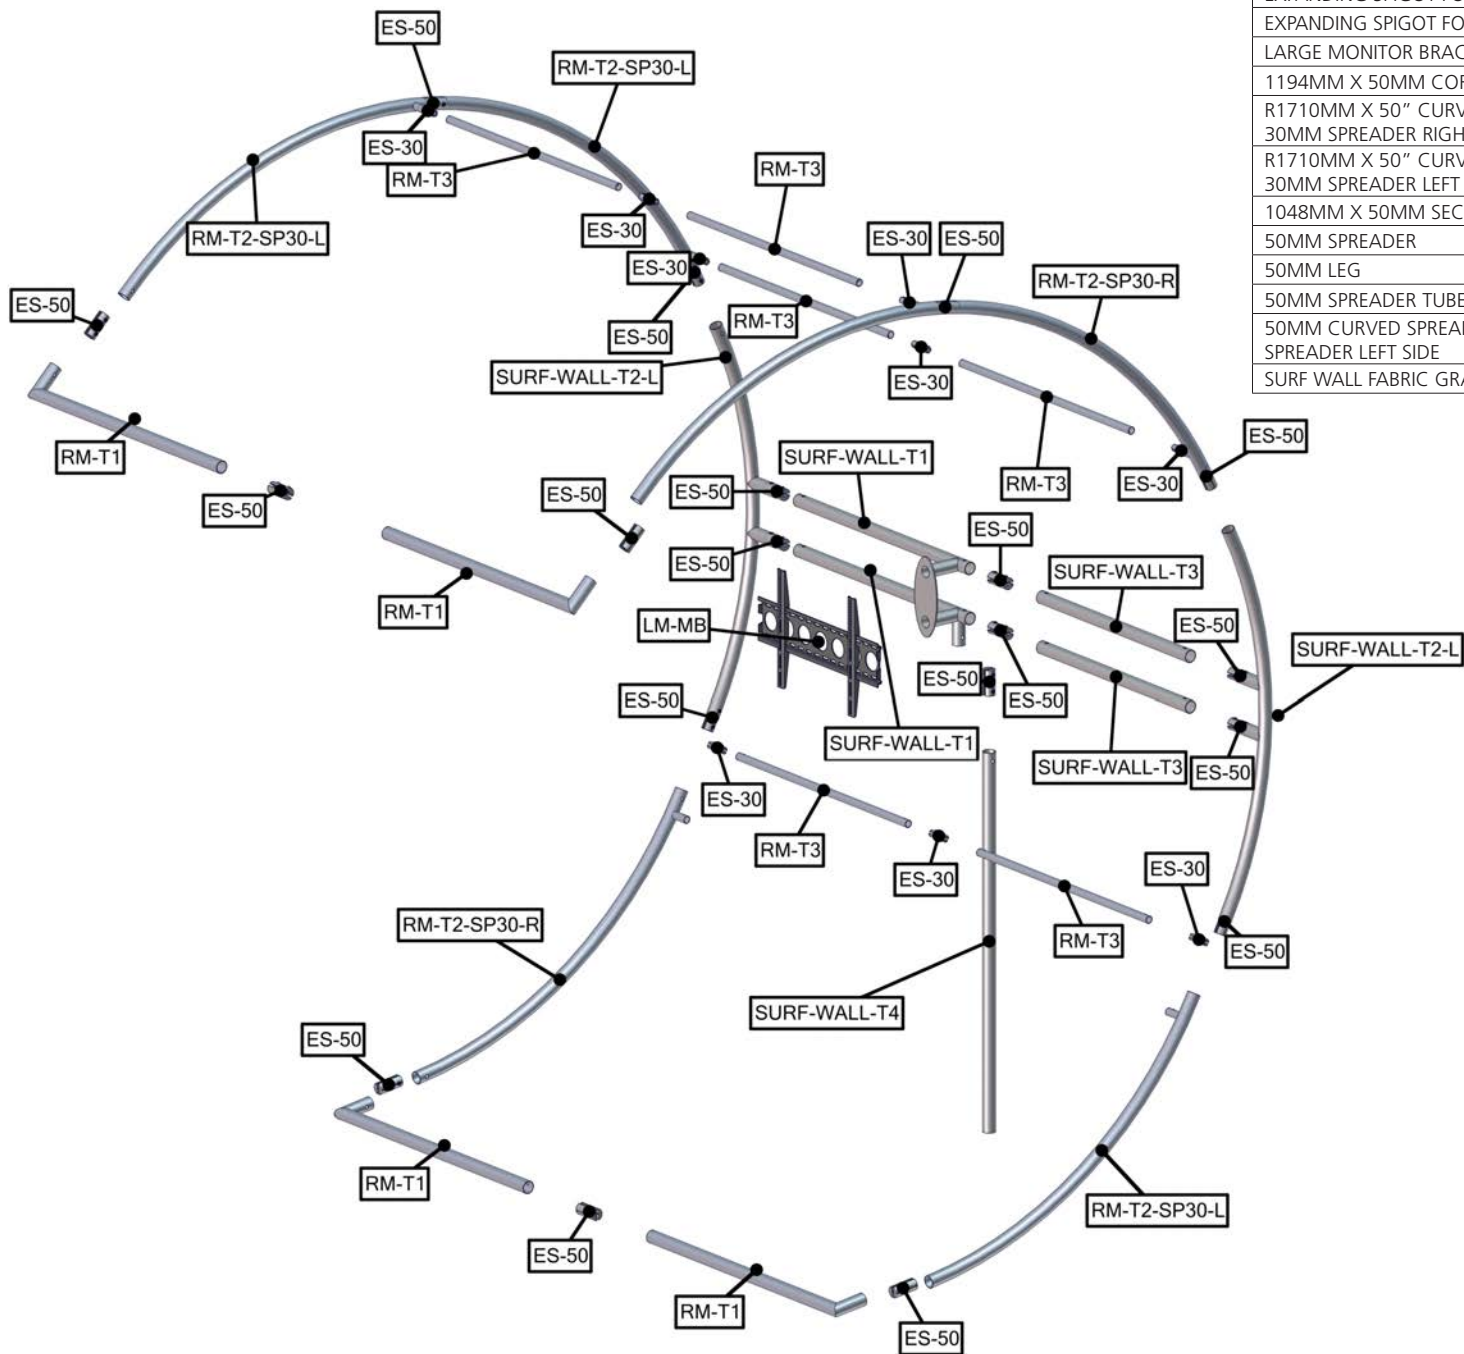 EXPANDING SPIGOT FO
LARGE MONITOR BRAC
1194MM X 50MM COR
R1710MM X 50” CURV
30MM SPREADER RIGH
R1710MM X 50” CURV
30MM SPREADER LEFT
1048MM X 50MM SEC
50MM SPREADER
50MM LEG
50MM SPREADER TUBE
50MM CURVED SPREA
SPREADER LEFT SIDE
SURF WALL FABRIC GRA
ES-50
RM-T2-SP30-L
ES-30
RM-T3
RM-T3
RM-T2-SP30-L
ES-30
ES-30
ES-50
ES-30
RM-T2-SP30-R
ES-50
RM-T3
ES-50
SURF-WALL-T2-L
ES-30
RM-T1
ES-50
SURF-WALL-T1
RM-T3
ES-30
ES-50
ES-50
ES-50
ES-50
ES-50
SURF-WALL-T3
RM-T1
LM-MB
ES-50
SURF-WALL-T2-L
ES-50
ES-50
ES-50
SURF-WALL-T1
SURF-WALL-T3
ES-50
ES-30
RM-T3
ES-30
ES-30
RM-T2-SP30-R
RM-T3
ES-50
SURF-WALL-T4
ES-50
RM-T1
RM-T2-SP30-L
ES-50
RM-T1
ES-50